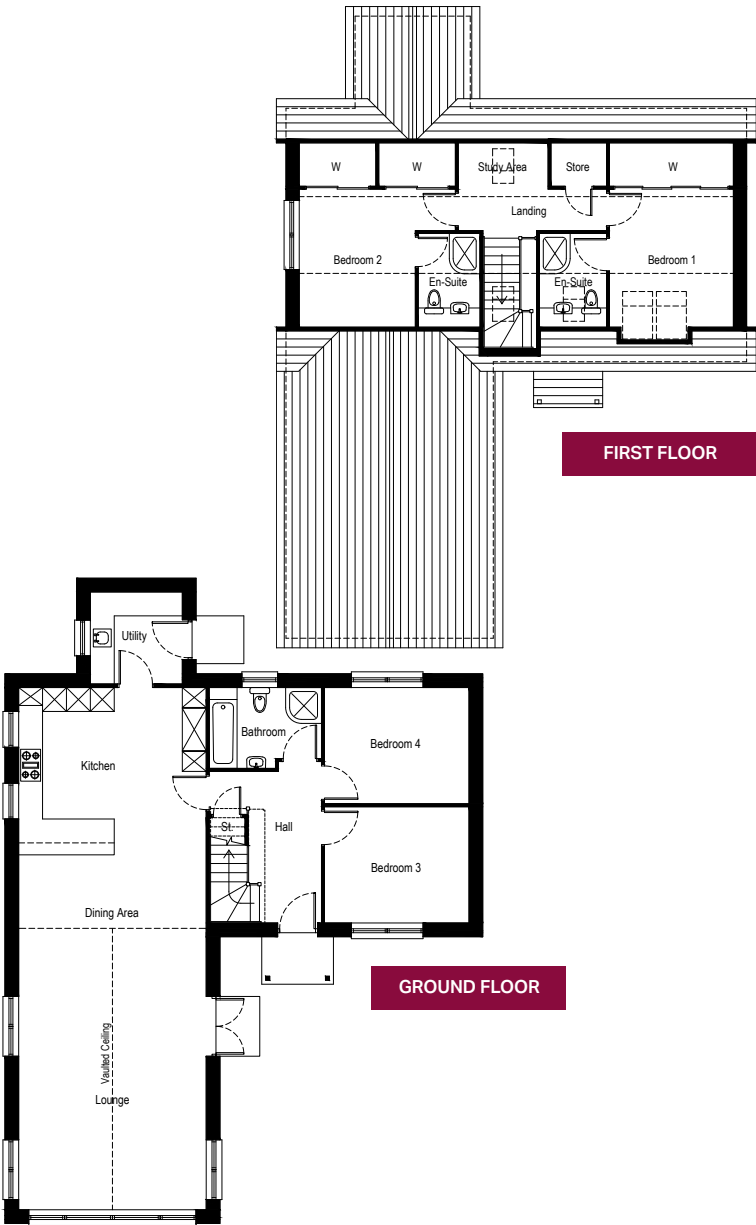 W
W
Study Area
Store
W
Landing
Bedroom 2
Bedroom 1
En-Suite
En-Suite
FIRST FLOOR
Utility
Bathroom
Kitchen
Bedroom 4
St.
Hall
Bedroom 3
Dining Area
GROUND FLOOR
Vaulted Ceiling
Lounge